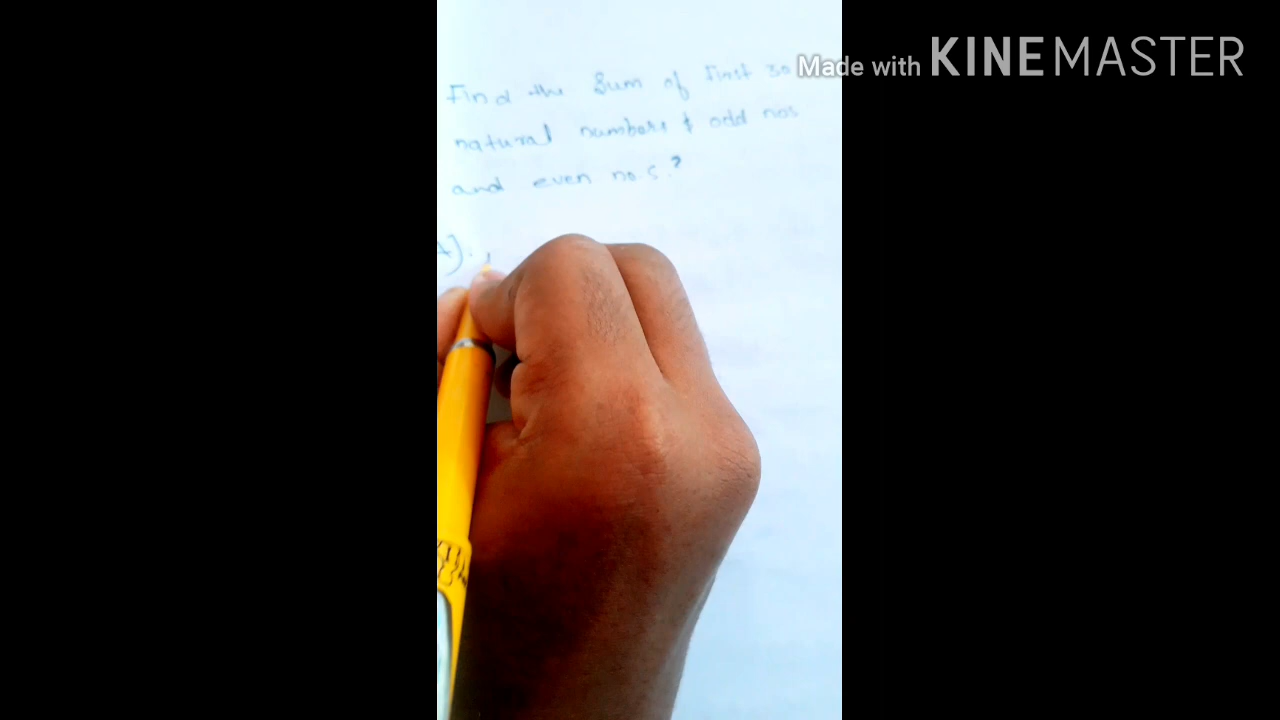 Made with KINEMASTER
Find the Sum of First 30
natural numbers & odd nos
and even no.s.?